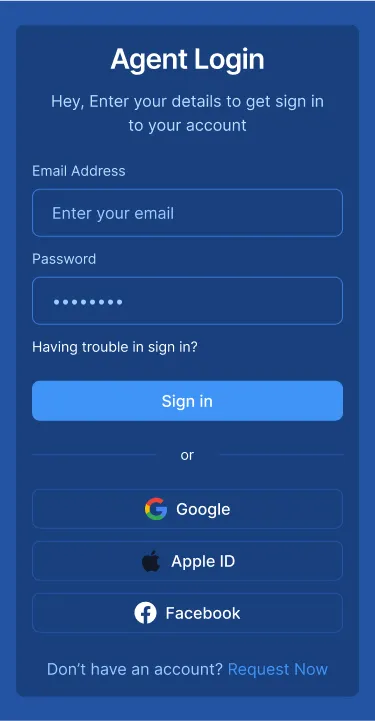 Agent Login
Hey, Enter your details to get sign in
to your account
Email Address
Enter your email
Password
••••••••
Having trouble in sign in?
Sign in
or
Google
Apple ID
Facebook
Don’t have an account? Request Now